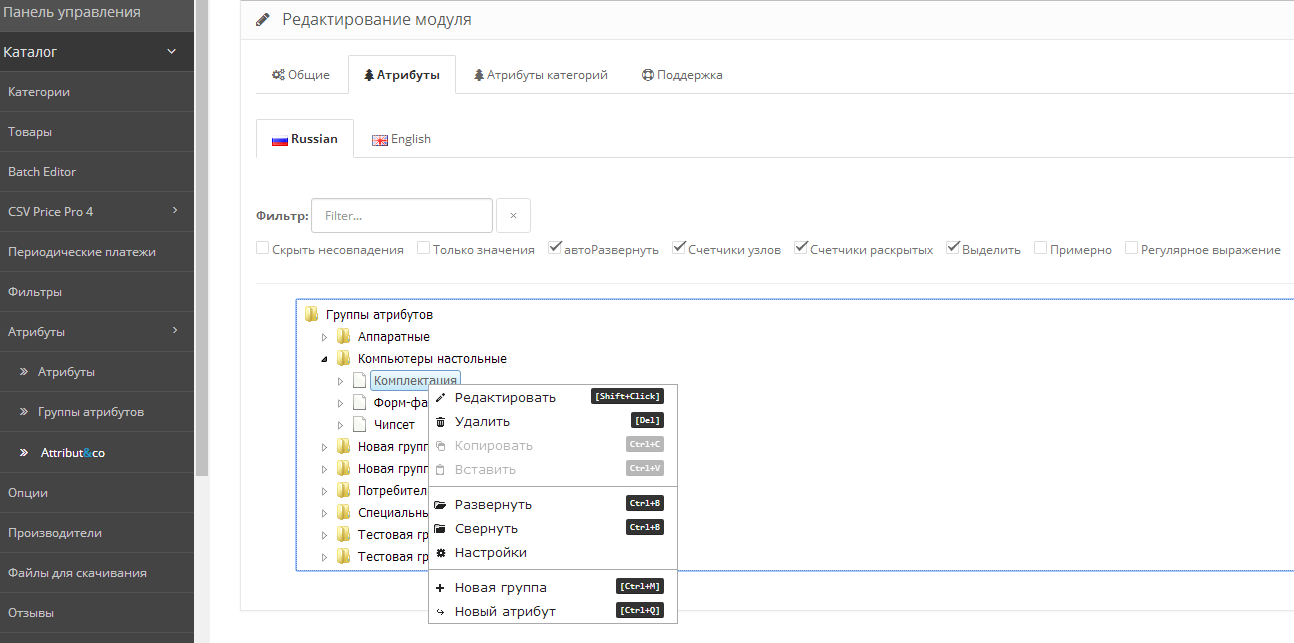 Панель управления
Каталог
Категории
Товары
Batch Editor
CSV Price Pro 4
Периодические платежи
Фильтры
Атрибуты
Атрибуты
Группы атрибутов
Attribut&co
Опции
Производители
Файлы для скачивания
Отзывы
Редактирование модуля
Общие Атрибуты Атрибуты категорий Поддержка
Russian English
Фильтр: Filter... ×
Скрыть несовпадения Только значения автоРазвернуть Счетчики узлов Счетчики раскрытых Выделить Примерно Регулярное выражение
Группы атрибутов
Аппаратные
Компьютеры настольные
Комплектация
Форм-фа
Чипсет
Новая групп
Новая групп
Потребител
Специальнь
Тестовая гр
Тестовая гр
Редактировать [Shift+Click]
Удалить [Del]
Копировать Ctrl+C
Вставить Ctrl+V
Развернуть Ctrl+B
Свернуть Ctrl+B
Настройки
Новая группа [Ctrl+M]
Новый атрибут [Ctrl+Q]